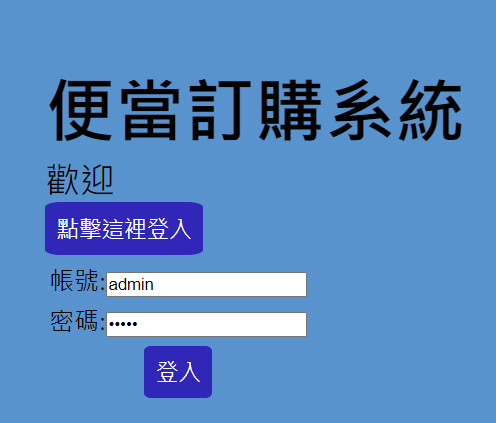 便當訂購系統
歡迎
點擊這裡登入
帳號:admin
密碼:•••••
登入